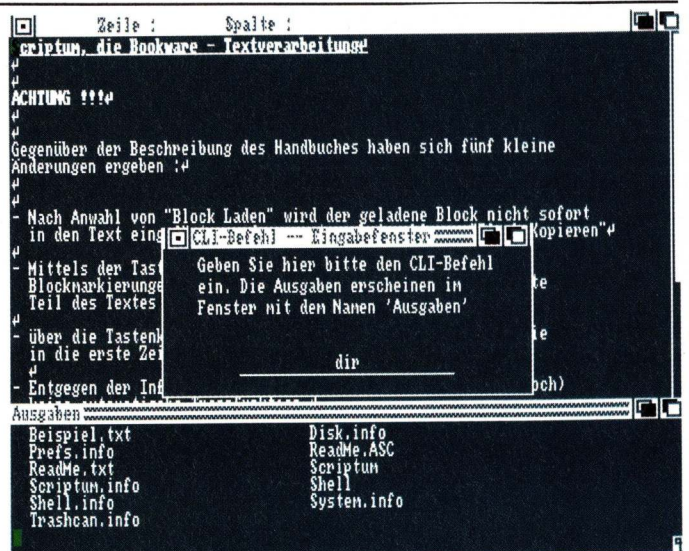 Zeile : Spalte :
criptum, die Bookware - Textverarbeitung
ACHTUNG !!!
Gegenüber der Beschreibung des Handbuches haben sich fünf kleine
Änderungen ergeben :
- Nach Anwahl von "Block Laden" wird der geladene Block nicht sofort
in den Text eing Kopieren"
CLI-Befehl -- Eingabefenster
Geben Sie hier bitte den CLI-Befehl
ein. Die Ausgaben erscheinen im
Fenster mit dem Namen 'Ausgaben'
dir
- Mittels der Tast
Blockmarkierunge te
Teil des Textes
- über die Tastenk ie
in die erste Zei
- Entgegen der Inf och)
Ausgaben
Beispiel.txt Disk.info
Prefs.info ReadMe.ASC
ReadMe.txt Scriptum
Scriptum.info Shell
Shell.info System.info
Trashcan.info